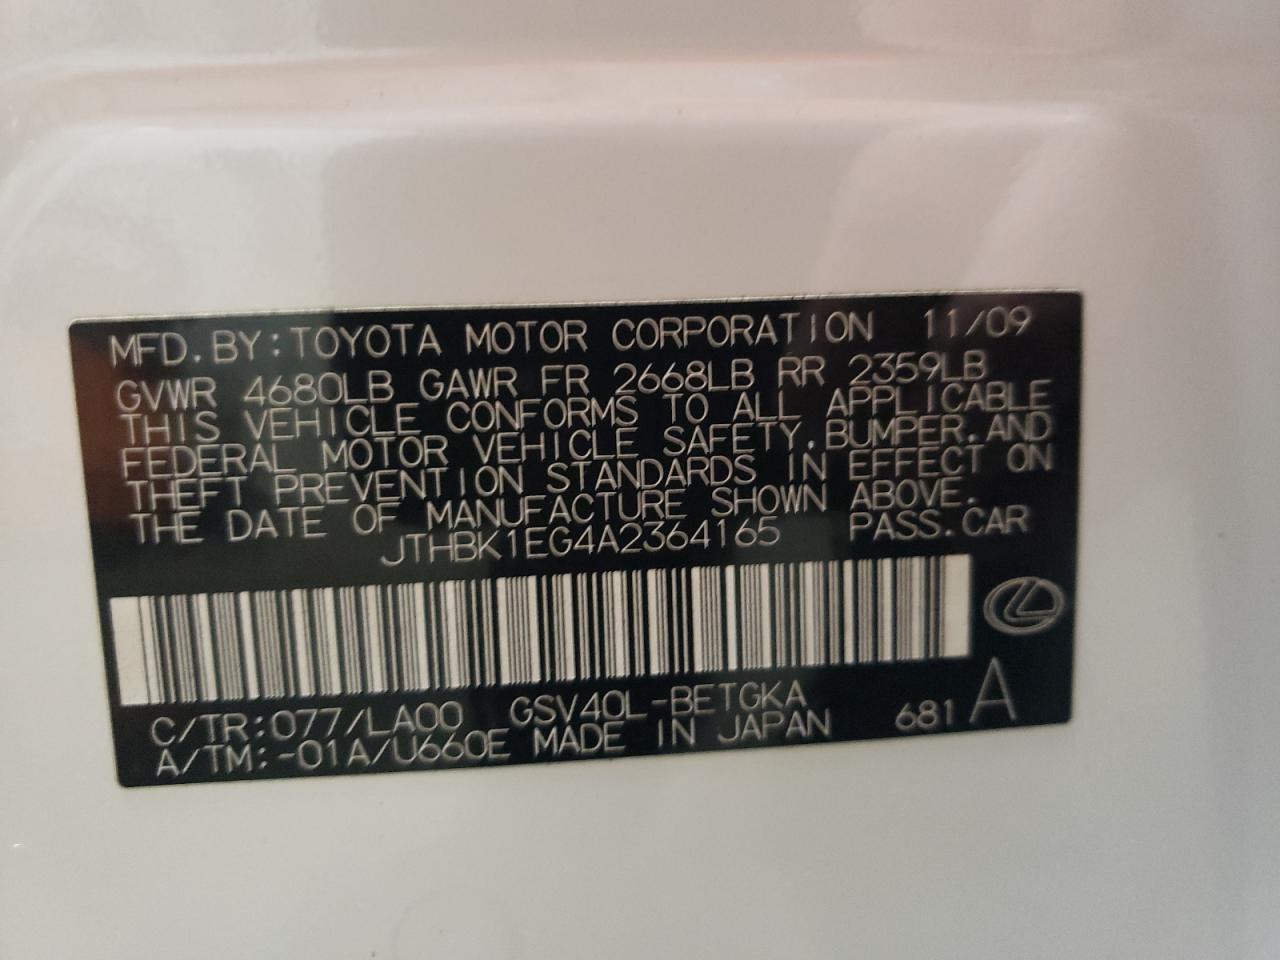 MFD.BY:TOYOTA MOTOR CORPORATION 11/09
GVWR 4680LB GAWR FR 2668LB RR 2359LB
THIS VEHICLE CONFORMS TO ALL APPLICABLE
FEDERAL MOTOR VEHICLE SAFETY,BUMPER,AND
THEFT PREVENTION STANDARDS IN EFFECT ON
THE DATE OF MANUFACTURE SHOWN ABOVE.
JTHBK1EG4A2364165 PASS.CAR
C/TR:077/LA00 GSV40L-BETGKA
A/TM:-01A/U660E MADE IN JAPAN 681 A